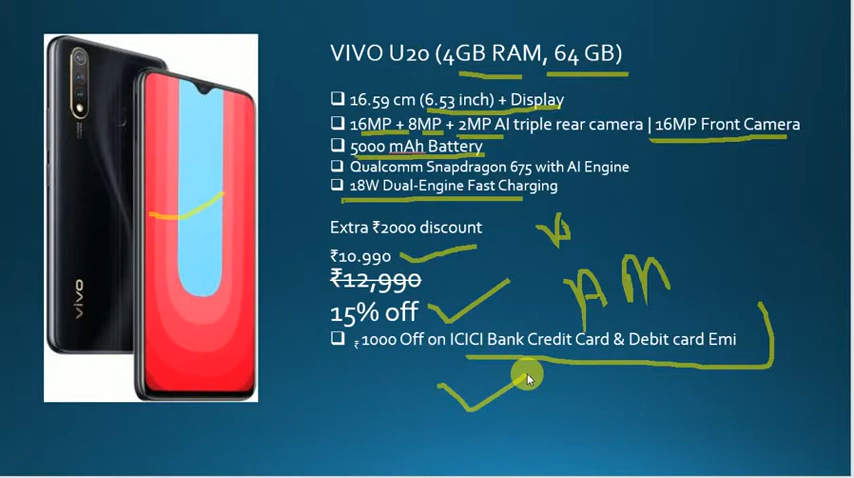 VIVO U20 (4GB RAM, 64 GB)
16.59 cm (6.53 inch) + Display
16MP + 8MP + 2MP AI triple rear camera | 16MP Front Camera
5000 mAh Battery
Qualcomm Snapdragon 675 with AI Engine
18W Dual-Engine Fast Charging
Extra ₹2000 discount
₹10.990
₹12,990
15% off
₹1000 Off on ICICI Bank Credit Card & Debit card Emi
vivo